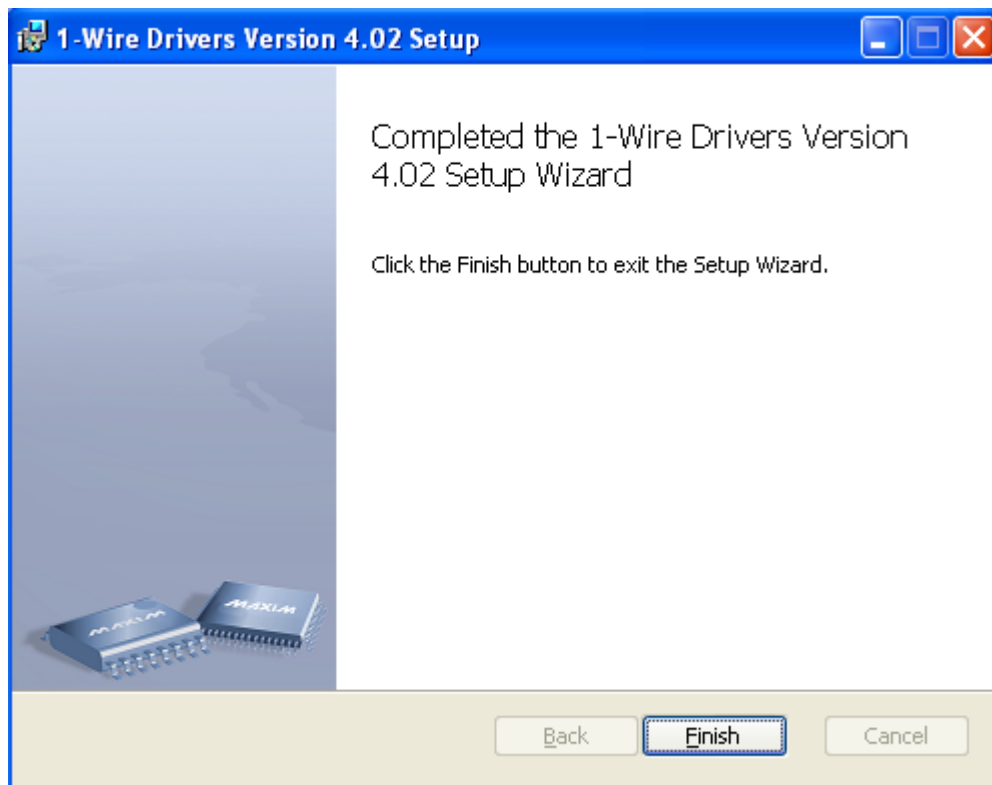 1-Wire Drivers Version 4.02 Setup
Completed the 1-Wire Drivers Version
4.02 Setup Wizard
Click the Finish button to exit the Setup Wizard.
MAXIM
MAXIM
Back
Finish
Cancel